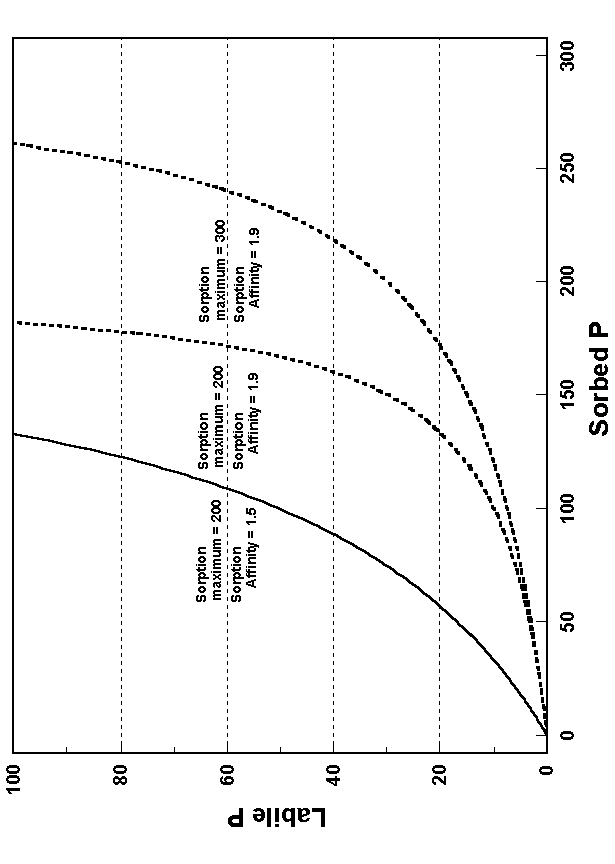 Labile P
100
80
60
40
20
0
Sorption
maximum = 200
Sorption
Affinity = 1.5
Sorption
maximum = 200
Sorption
Affinity = 1.9
Sorption
maximum = 300
Sorption
Affinity = 1.9
0
50
100
150
200
250
300
Sorbed P